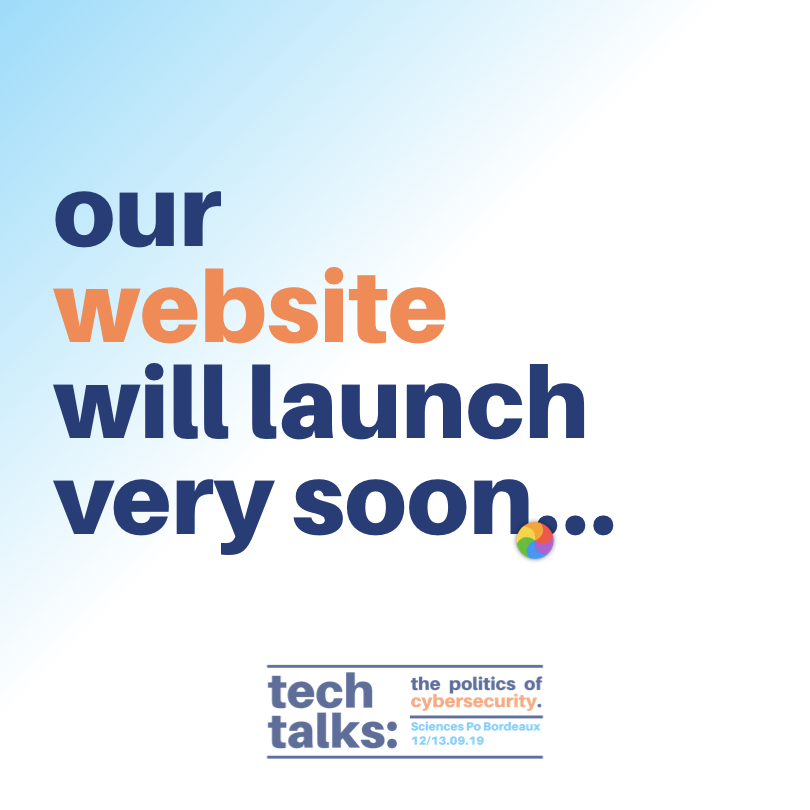 our
website
will launch
very soon...
tech
talks:
the politics of
cybersecurity.
Sciences Po Bordeaux
12/13.09.19